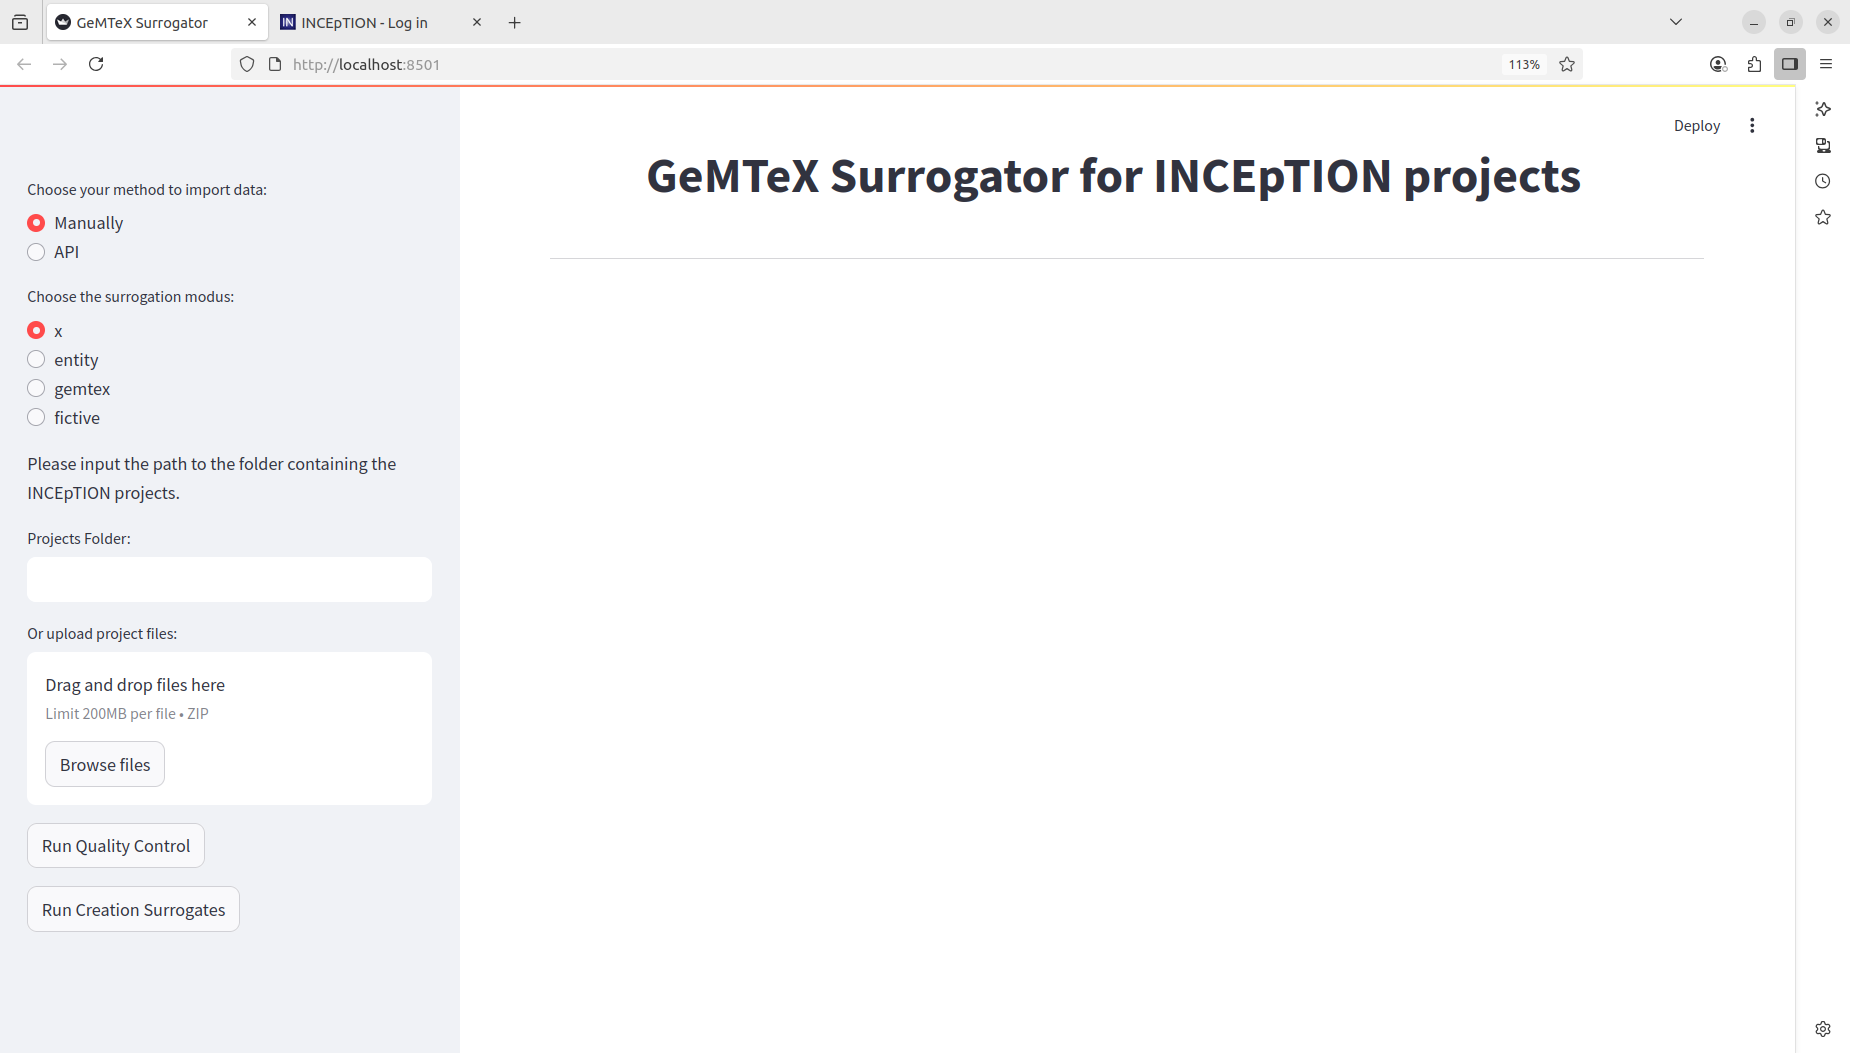 GeMTeX Surrogator
INCEpTION - Log in
http://localhost:8501
113%
Deploy
Choose your method to import data:
Manually
API
Choose the surrogation modus:
x
entity
gemtex
fictive
Please input the path to the folder containing the
INCEpTION projects.
Projects Folder:
Or upload project files:
Drag and drop files here
Limit 200MB per file • ZIP
Browse files
Run Quality Control
Run Creation Surrogates
GeMTeX Surrogator for INCEpTION projects
IN